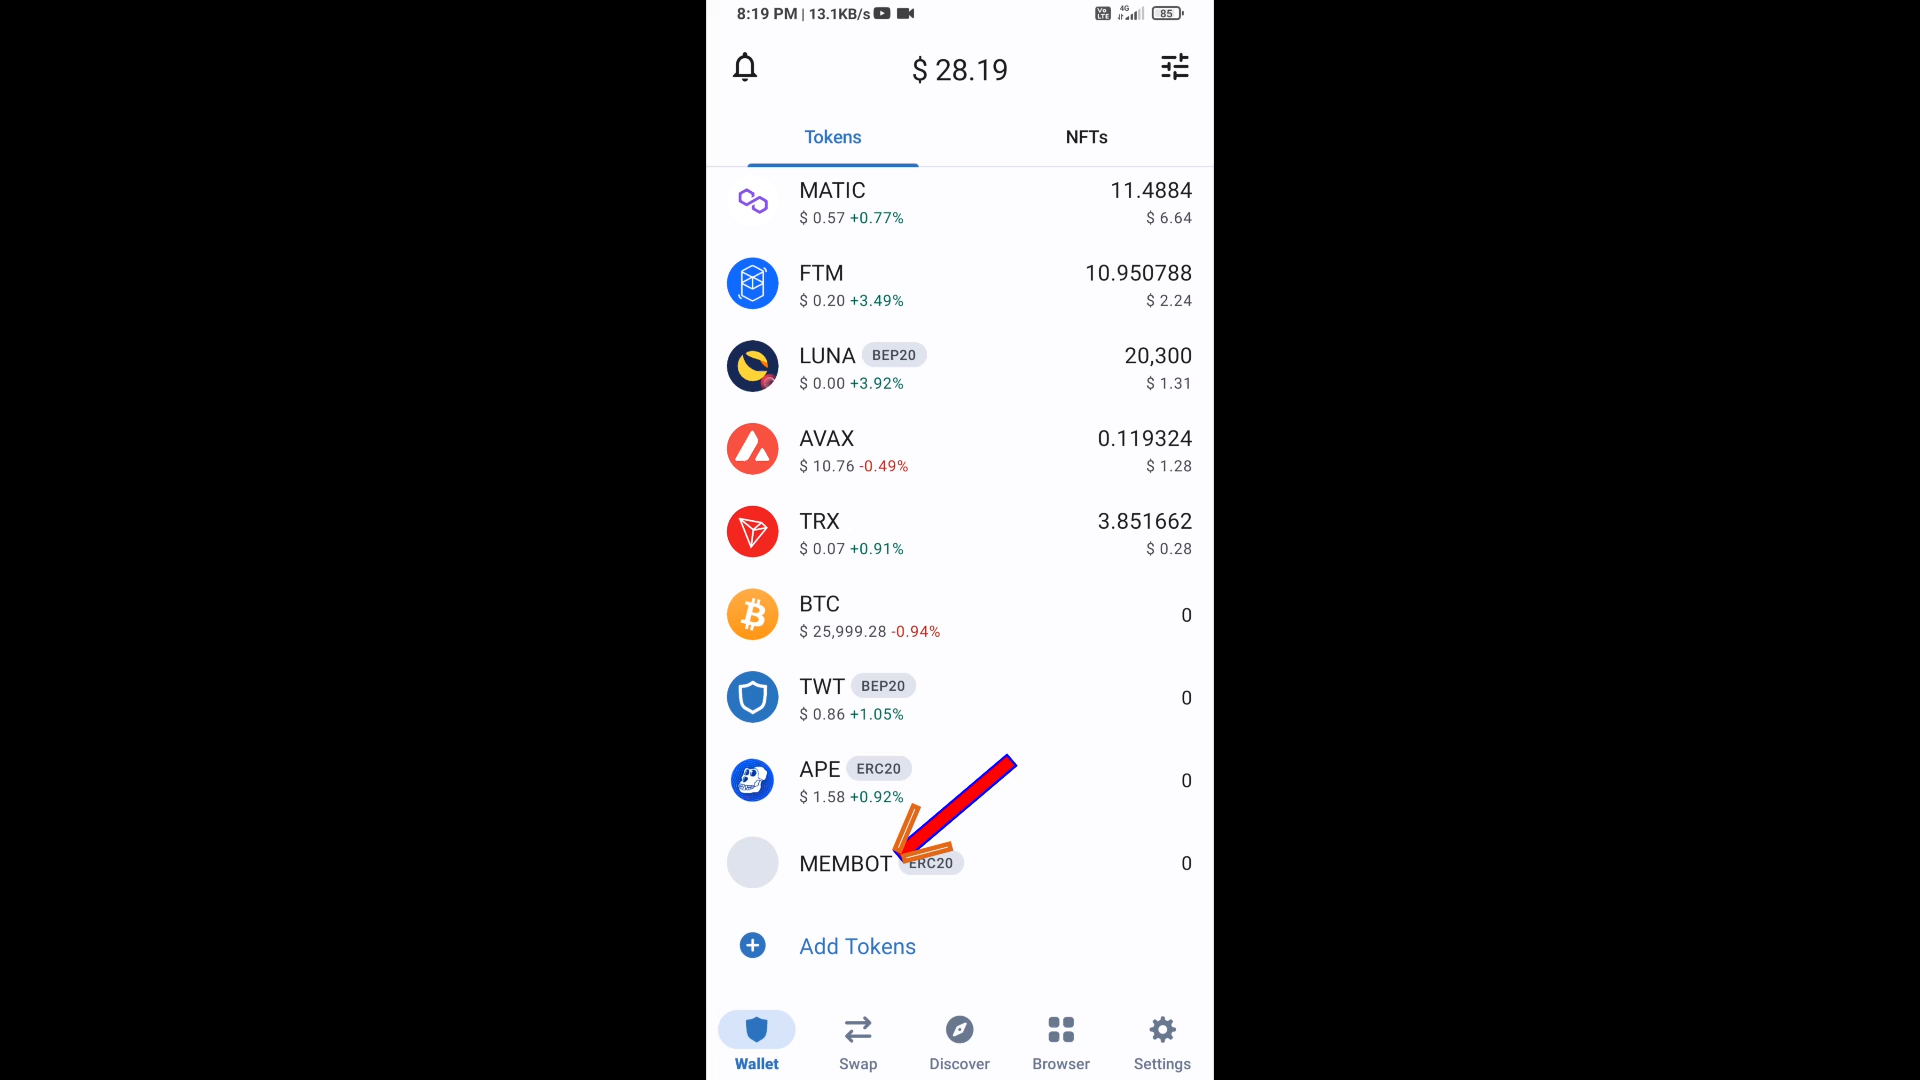 8:19 PM | 13.1KB/s
Vo LTE 4G 85
$ 28.19
Tokens NFTs
MATIC 11.4884
$ 0.57 +0.77% $ 6.64
FTM 10.950788
$ 0.20 +3.49% $ 2.24
LUNA BEP20 20,300
$ 0.00 +3.92% $ 1.31
AVAX 0.119324
$ 10.76 -0.49% $ 1.28
TRX 3.851662
$ 0.07 +0.91% $ 0.28
BTC 0
$ 25,999.28 -0.94%
TWT BEP20 0
$ 0.86 +1.05%
APE ERC20 0
$ 1.58 +0.92%
MEMBOT ERC20 0
Add Tokens
Wallet Swap Discover Browser Settings